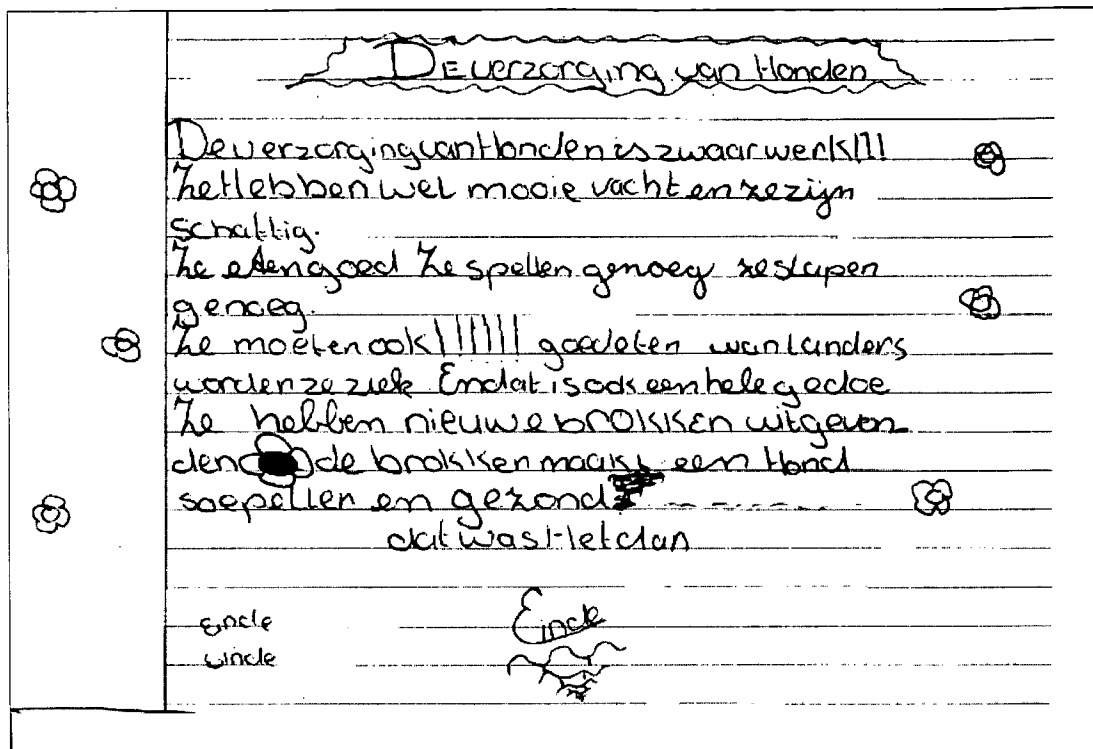 De verzorging van Honden
De verzorging van Honden is zwaar werk!!!
Ze Hebben wel mooie vacht en ze zijn
schattig.
Ze eten goed Ze spellen genoeg ze slapen
genoeg.
Ze moeten ook!!!!!! goed eten want anders
worden ze ziek En dat is ook een hele gedoe
Ze hebben nieuwe brokken uitgevon
den de brokken maakt een Hond
soepeller en gezond
dat was Het dan
einde Einde
einde